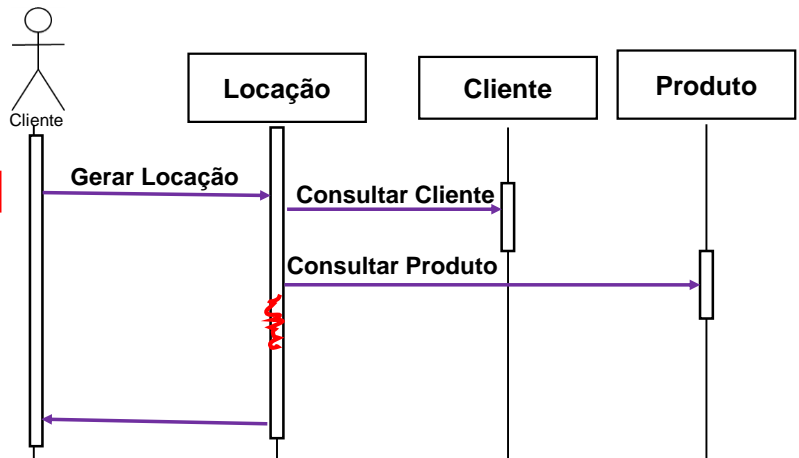 Locação
Cliente
Produto
Cliente
Gerar Locação
Consultar Cliente
Consultar Produto